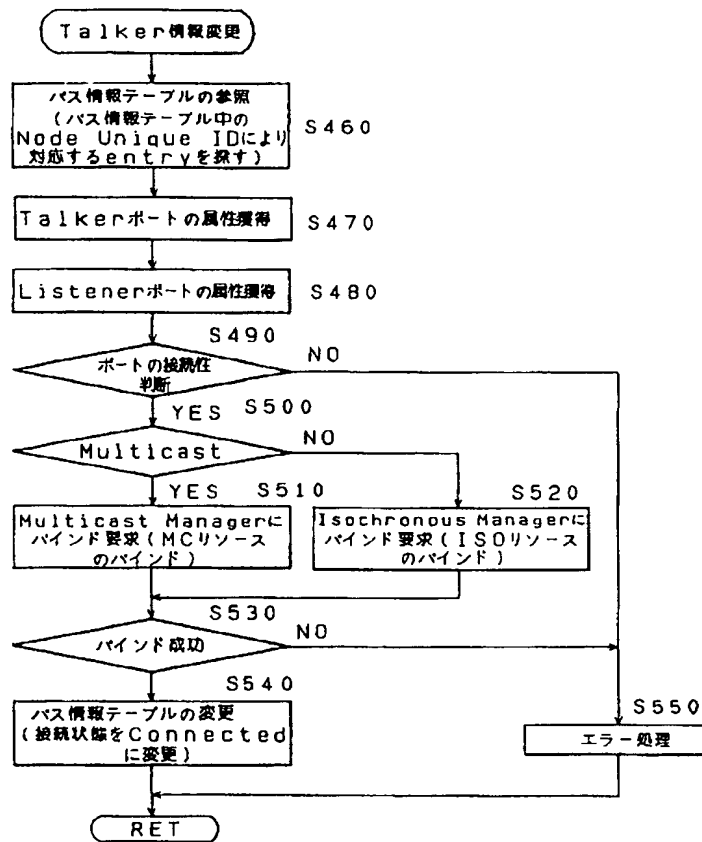 Talker情報変更
パス情報テーブルの参照
(パス情報テーブル中の
Node Unique IDにより
対応するentryを探す)
S460
Talkerポートの属性獲得
S470
Listenerポートの属性獲得
S480
S490
ポートの接続性
判断
NO
YES
S500
Multicast
NO
YES
S510
S520
Multicast Managerに
バインド要求(MCリソース
のバインド)
Isochronous Managerに
バインド要求(ISOリソース
のバインド)
S530
バインド成功
NO
S540
S550
パス情報テーブルの変更
(接続状態をConnected
に変更)
エラー処理
RET